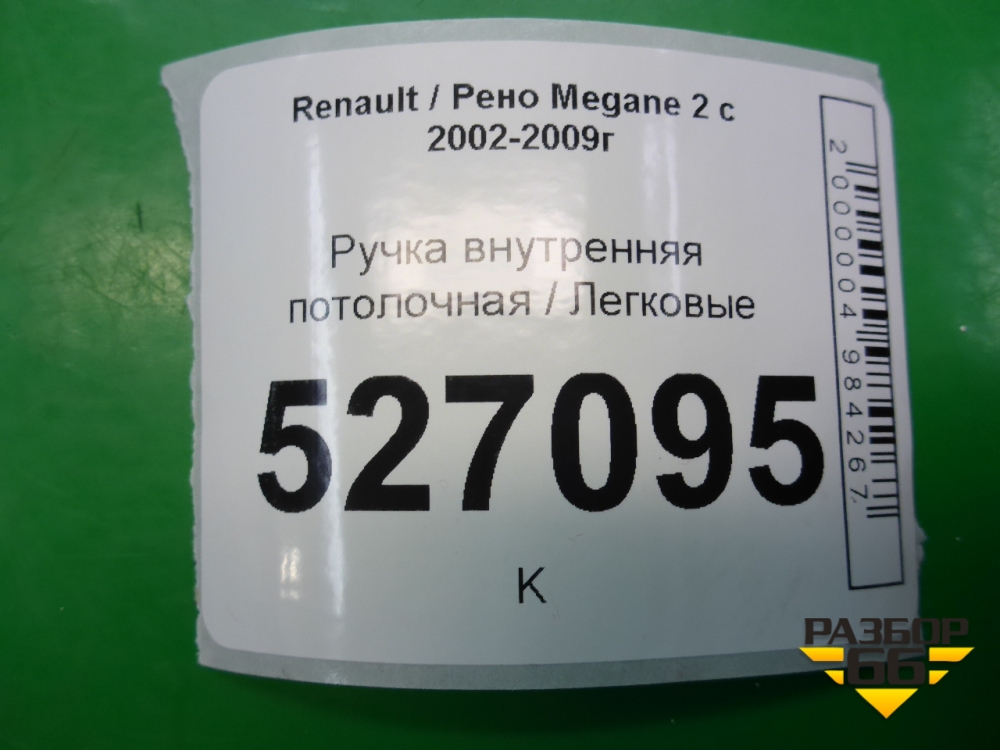 Renault / Рено Megane 2 с
2002-2009г
Ручка внутренняя
потолочная / Легковые
527095
К
2000004984267
РАЗБОР
66